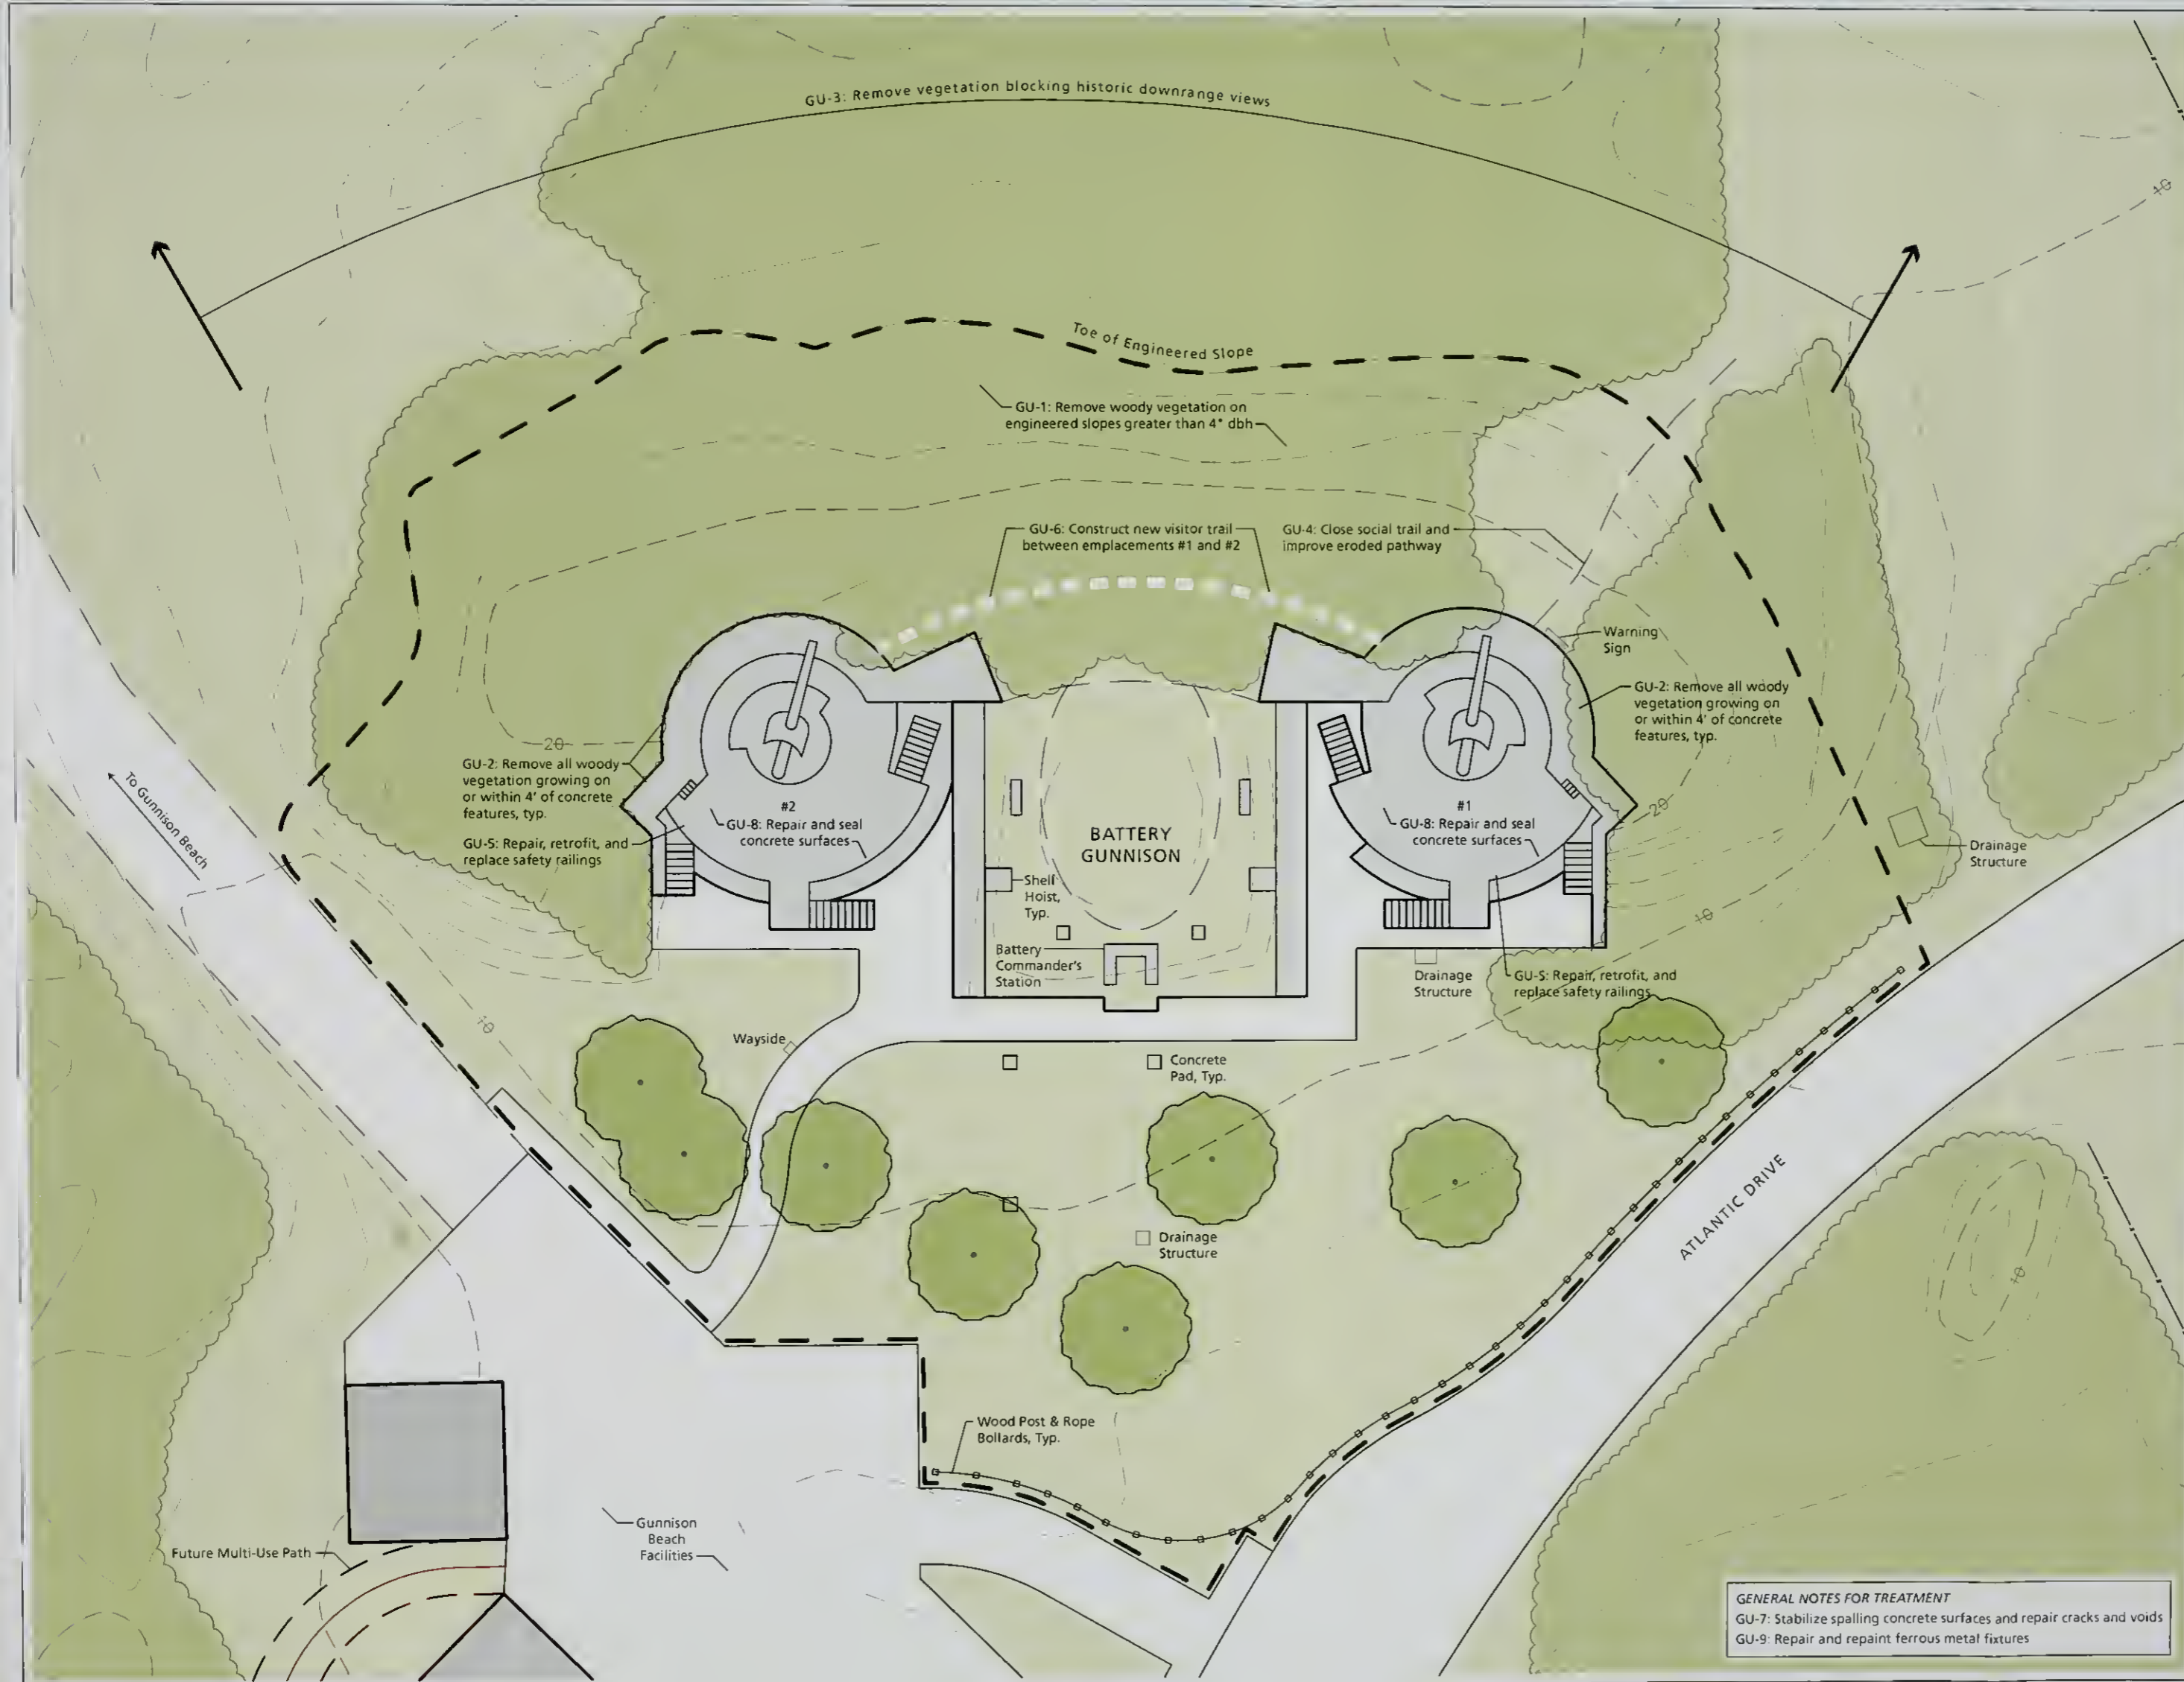 GU-3: Remove vegetation blocking historic downrange views
10
Toe of Engineered Slope
GU-1: Remove woody vegetation on
engineered slopes greater than 4" dbh
GU-6: Construct new visitor trail
between emplacements #1 and #2
GU-4: Close social trail and
improve eroded pathway
Warning
Sign
GU-2: Remove all woody
vegetation growing on
or within 4' of concrete
features, typ.
20
GU-2: Remove all woody
vegetation growing on
or within 4' of concrete
features, typ.
GU-5: Repair, retrofit, and
replace safety railings
To Gunnison Beach
#2
GU-8: Repair and seal
concrete surfaces
BATTERY
GUNNISON
#1
GU-8: Repair and seal
concrete surfaces
20
Drainage
Structure
Shell
Hoist,
Typ.
10
Battery
Commander's
Station
Drainage
Structure
GU-5: Repair, retrofit, and
replace safety railings
10
Wayside
Concrete
Pad, Typ.
Drainage
Structure
ATLANTIC DRIVE
10
Wood Post & Rope
Bollards, Typ.
Gunnison
Beach
Facilities
Future Multi-Use Path
GENERAL NOTES FOR TREATMENT
GU-7: Stabilize spalling concrete surfaces and repair cracks and voids
GU-9: Repair and repaint ferrous metal fixtures